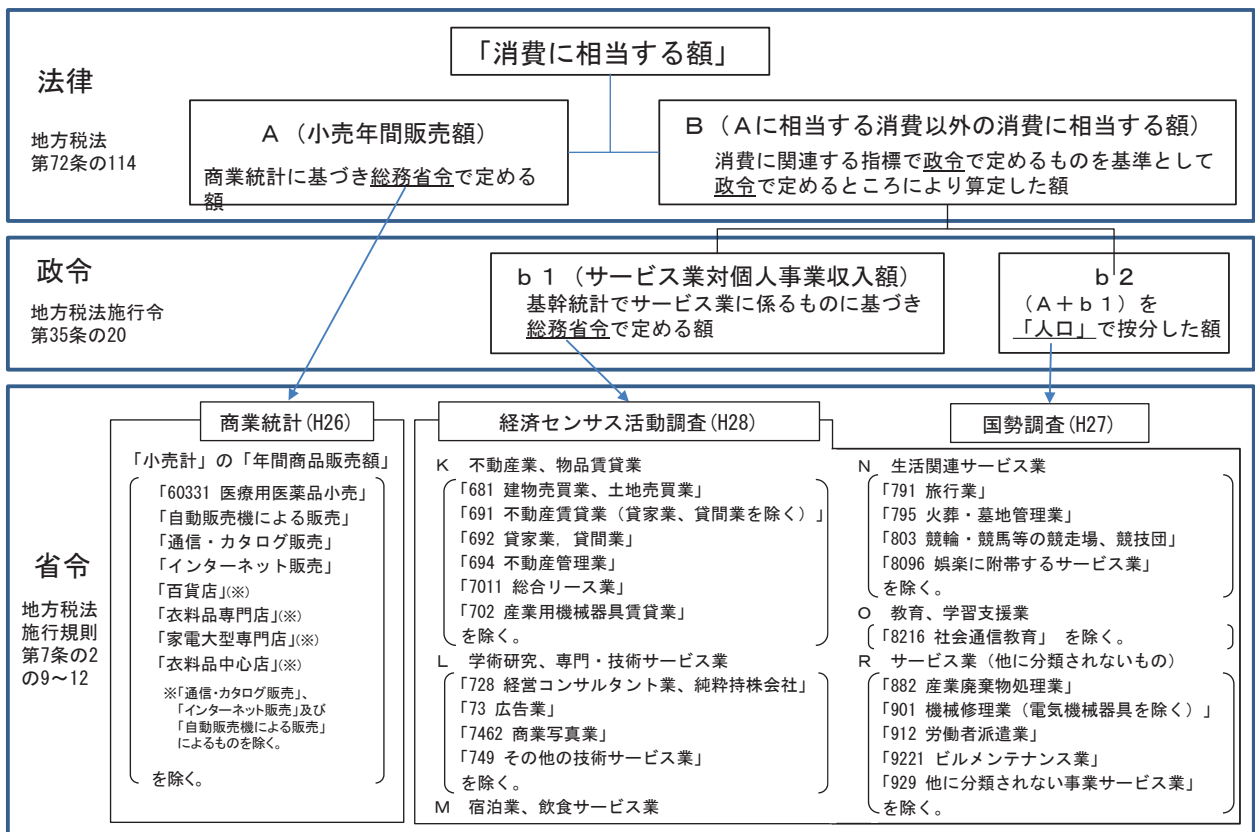 「消費に相当する額」
法律
地方税法
第72条の114
A（小売年間販売額）
商業統計に基づき総務省令で定める
額
B（Aに相当する消費以外の消費に相当する額）
消費に関連する指標で政令で定めるものを基準として
政令で定めるところにより算定した額
政令
地方税法施行令
第35条の20
b1（サービス業対個人事業収入額）
基幹統計でサービス業に係るものに基づき
総務省令で定める額
b2
（A＋b1）を
「人口」で按分した額
省令
地方税法
施行規則
第7条の2
の9～12
商業統計(H26)
「小売計」の「年間商品販売額」
「60331 医療用医薬品小売」
「自動販売機による販売」
「通信・カタログ販売」
「インターネット販売」
「百貨店」(※)
「衣料品専門店」(※)
「家電大型専門店」(※)
「衣料品中心店」(※)
※「通信・カタログ販売」、
「インターネット販売」及び
「自動販売機による販売」
によるものを除く。
を除く。
経済センサス活動調査(H28)
K 不動産業、物品賃貸業
「681 建物売買業、土地売買業」
「691 不動産賃貸業（貸家業、貸間業を除く）」
「692 貸家業，貸間業」
「694 不動産管理業」
「7011 総合リース業」
「702 産業用機械器具賃貸業」
を除く。
L 学術研究、専門・技術サービス業
「728 経営コンサルタント業、純粋持株会社」
「73 広告業」
「7462 商業写真業」
「749 その他の技術サービス業」
を除く。
M 宿泊業、飲食サービス業
国勢調査(H27)
N 生活関連サービス業
「791 旅行業」
「795 火葬・墓地管理業」
「803 競輪・競馬等の競走場、競技団」
「8096 娯楽に附帯するサービス業」
を除く。
O 教育、学習支援業
「8216 社会通信教育」 を除く。
R サービス業（他に分類されないもの）
「882 産業廃棄物処理業」
「901 機械修理業（電気機械器具を除く）」
「912 労働者派遣業」
「9221 ビルメンテナンス業」
「929 他に分類されない事業サービス業」
を除く。